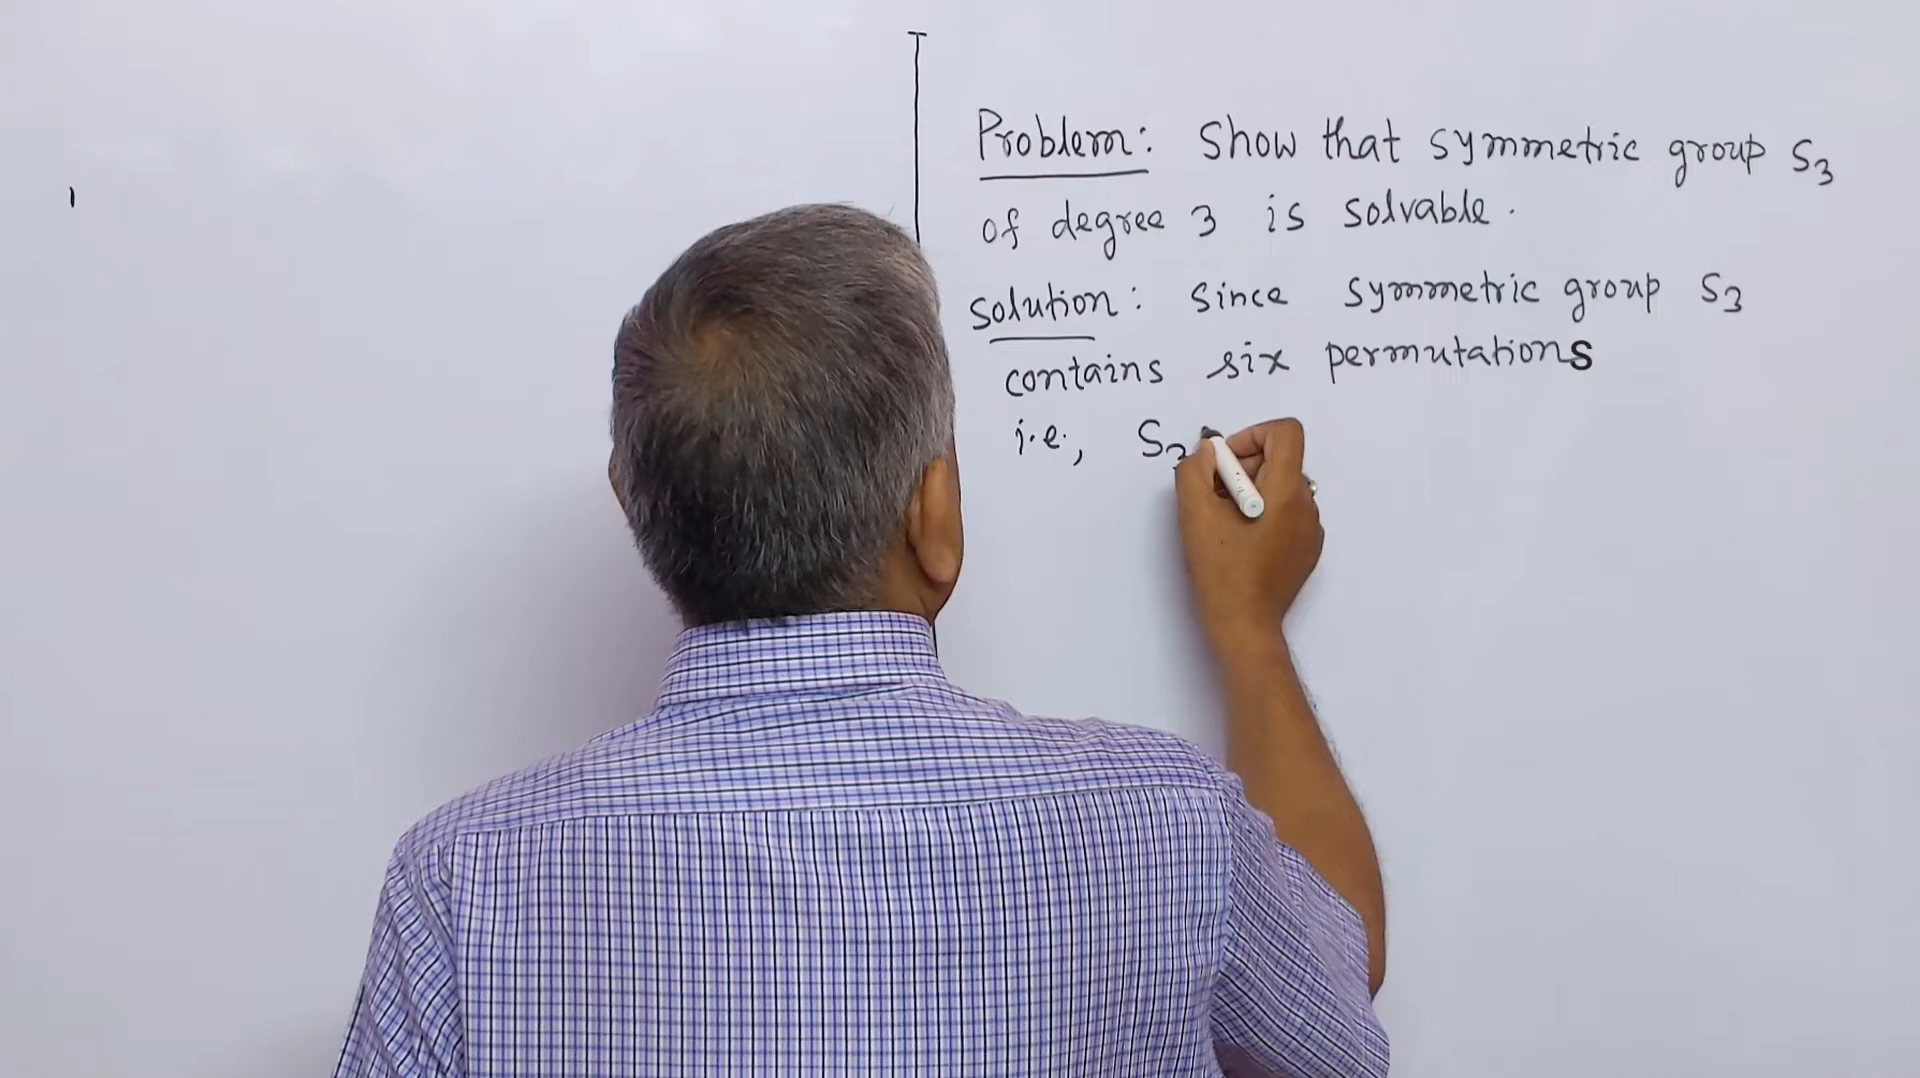 Problem: Show that symmetric group S₃
of degree 3 is solvable.
Solution: Since symmetric group S₃
contains six permutations
i.e., S₃